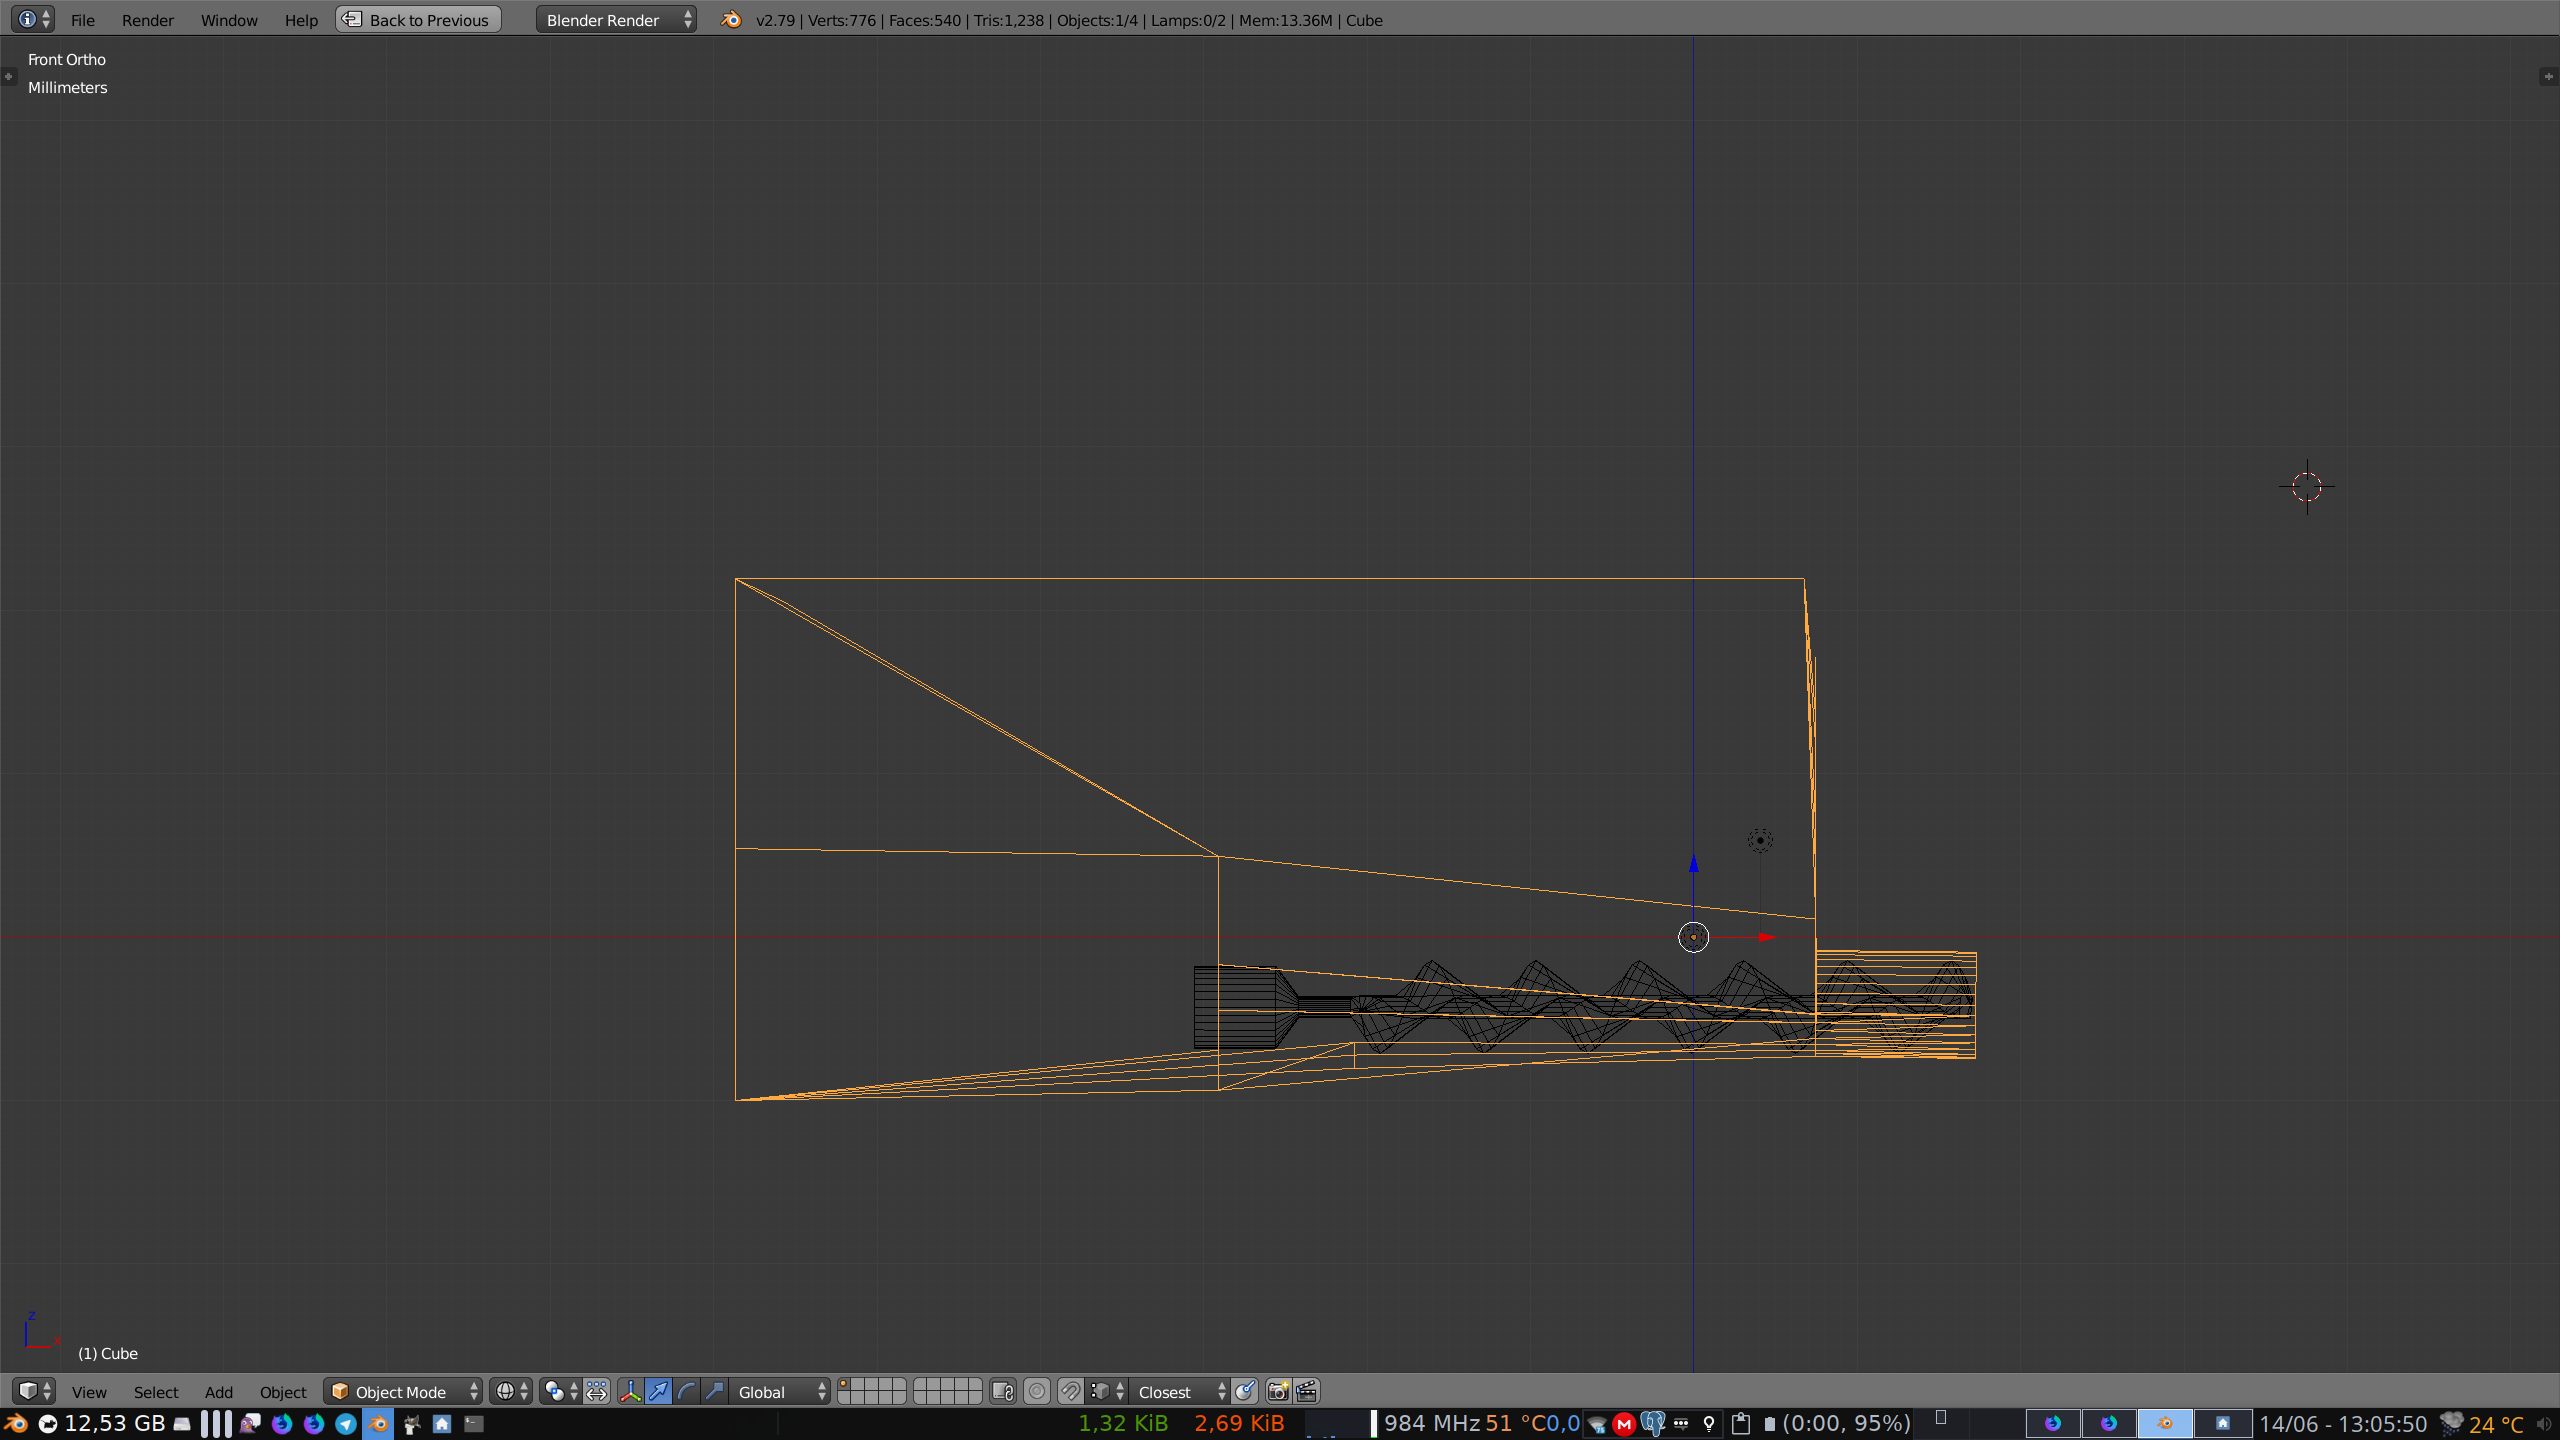 File Render Window Help Back to Previous Blender Render v2.79 | Verts:776 | Faces:540 | Tris:1,238 | Objects:1/4 | Lamps:0/2 | Mem:13.36M | Cube
Front Ortho
Millimeters
z
x
(1) Cube
View Select Add Object Object Mode Global Closest
12,53 GB 1,32 KiB 2,69 KiB 984 MHz 51 °C 0,0 M (0:00, 95%) 14/06 - 13:05:50 24 °C